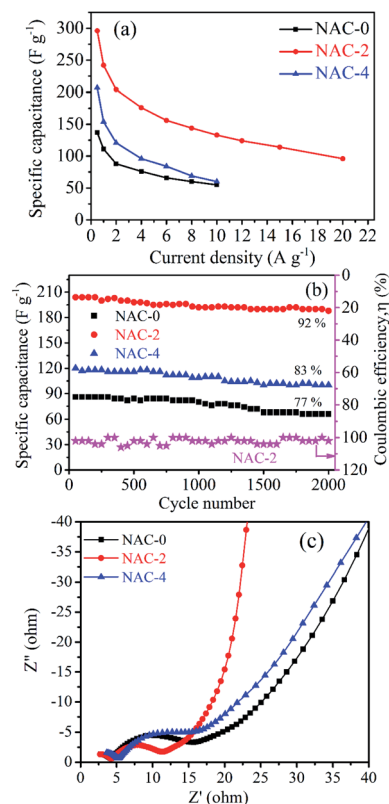 (a)
NAC-0
NAC-2
NAC-4
Specific capacitance (F g⁻¹)
300
250
200
150
100
50
0
0 2 4 6 8 10 12 14 16 18 20 22
Current density (A g⁻¹)
(b)
NAC-0
NAC-2
NAC-4
92 %
83 %
77 %
NAC-2
Specific capacitance (F g⁻¹)
210
180
150
120
90
60
30
0
Coulombic efficiency,η (%)
0
20
40
60
80
100
120
0 500 1000 1500 2000
Cycle number
(c)
NAC-0
NAC-2
NAC-4
Z'' (ohm)
-40
-35
-30
-25
-20
-15
-10
-5
0
0 5 10 15 20 25 30 35 40
Z' (ohm)